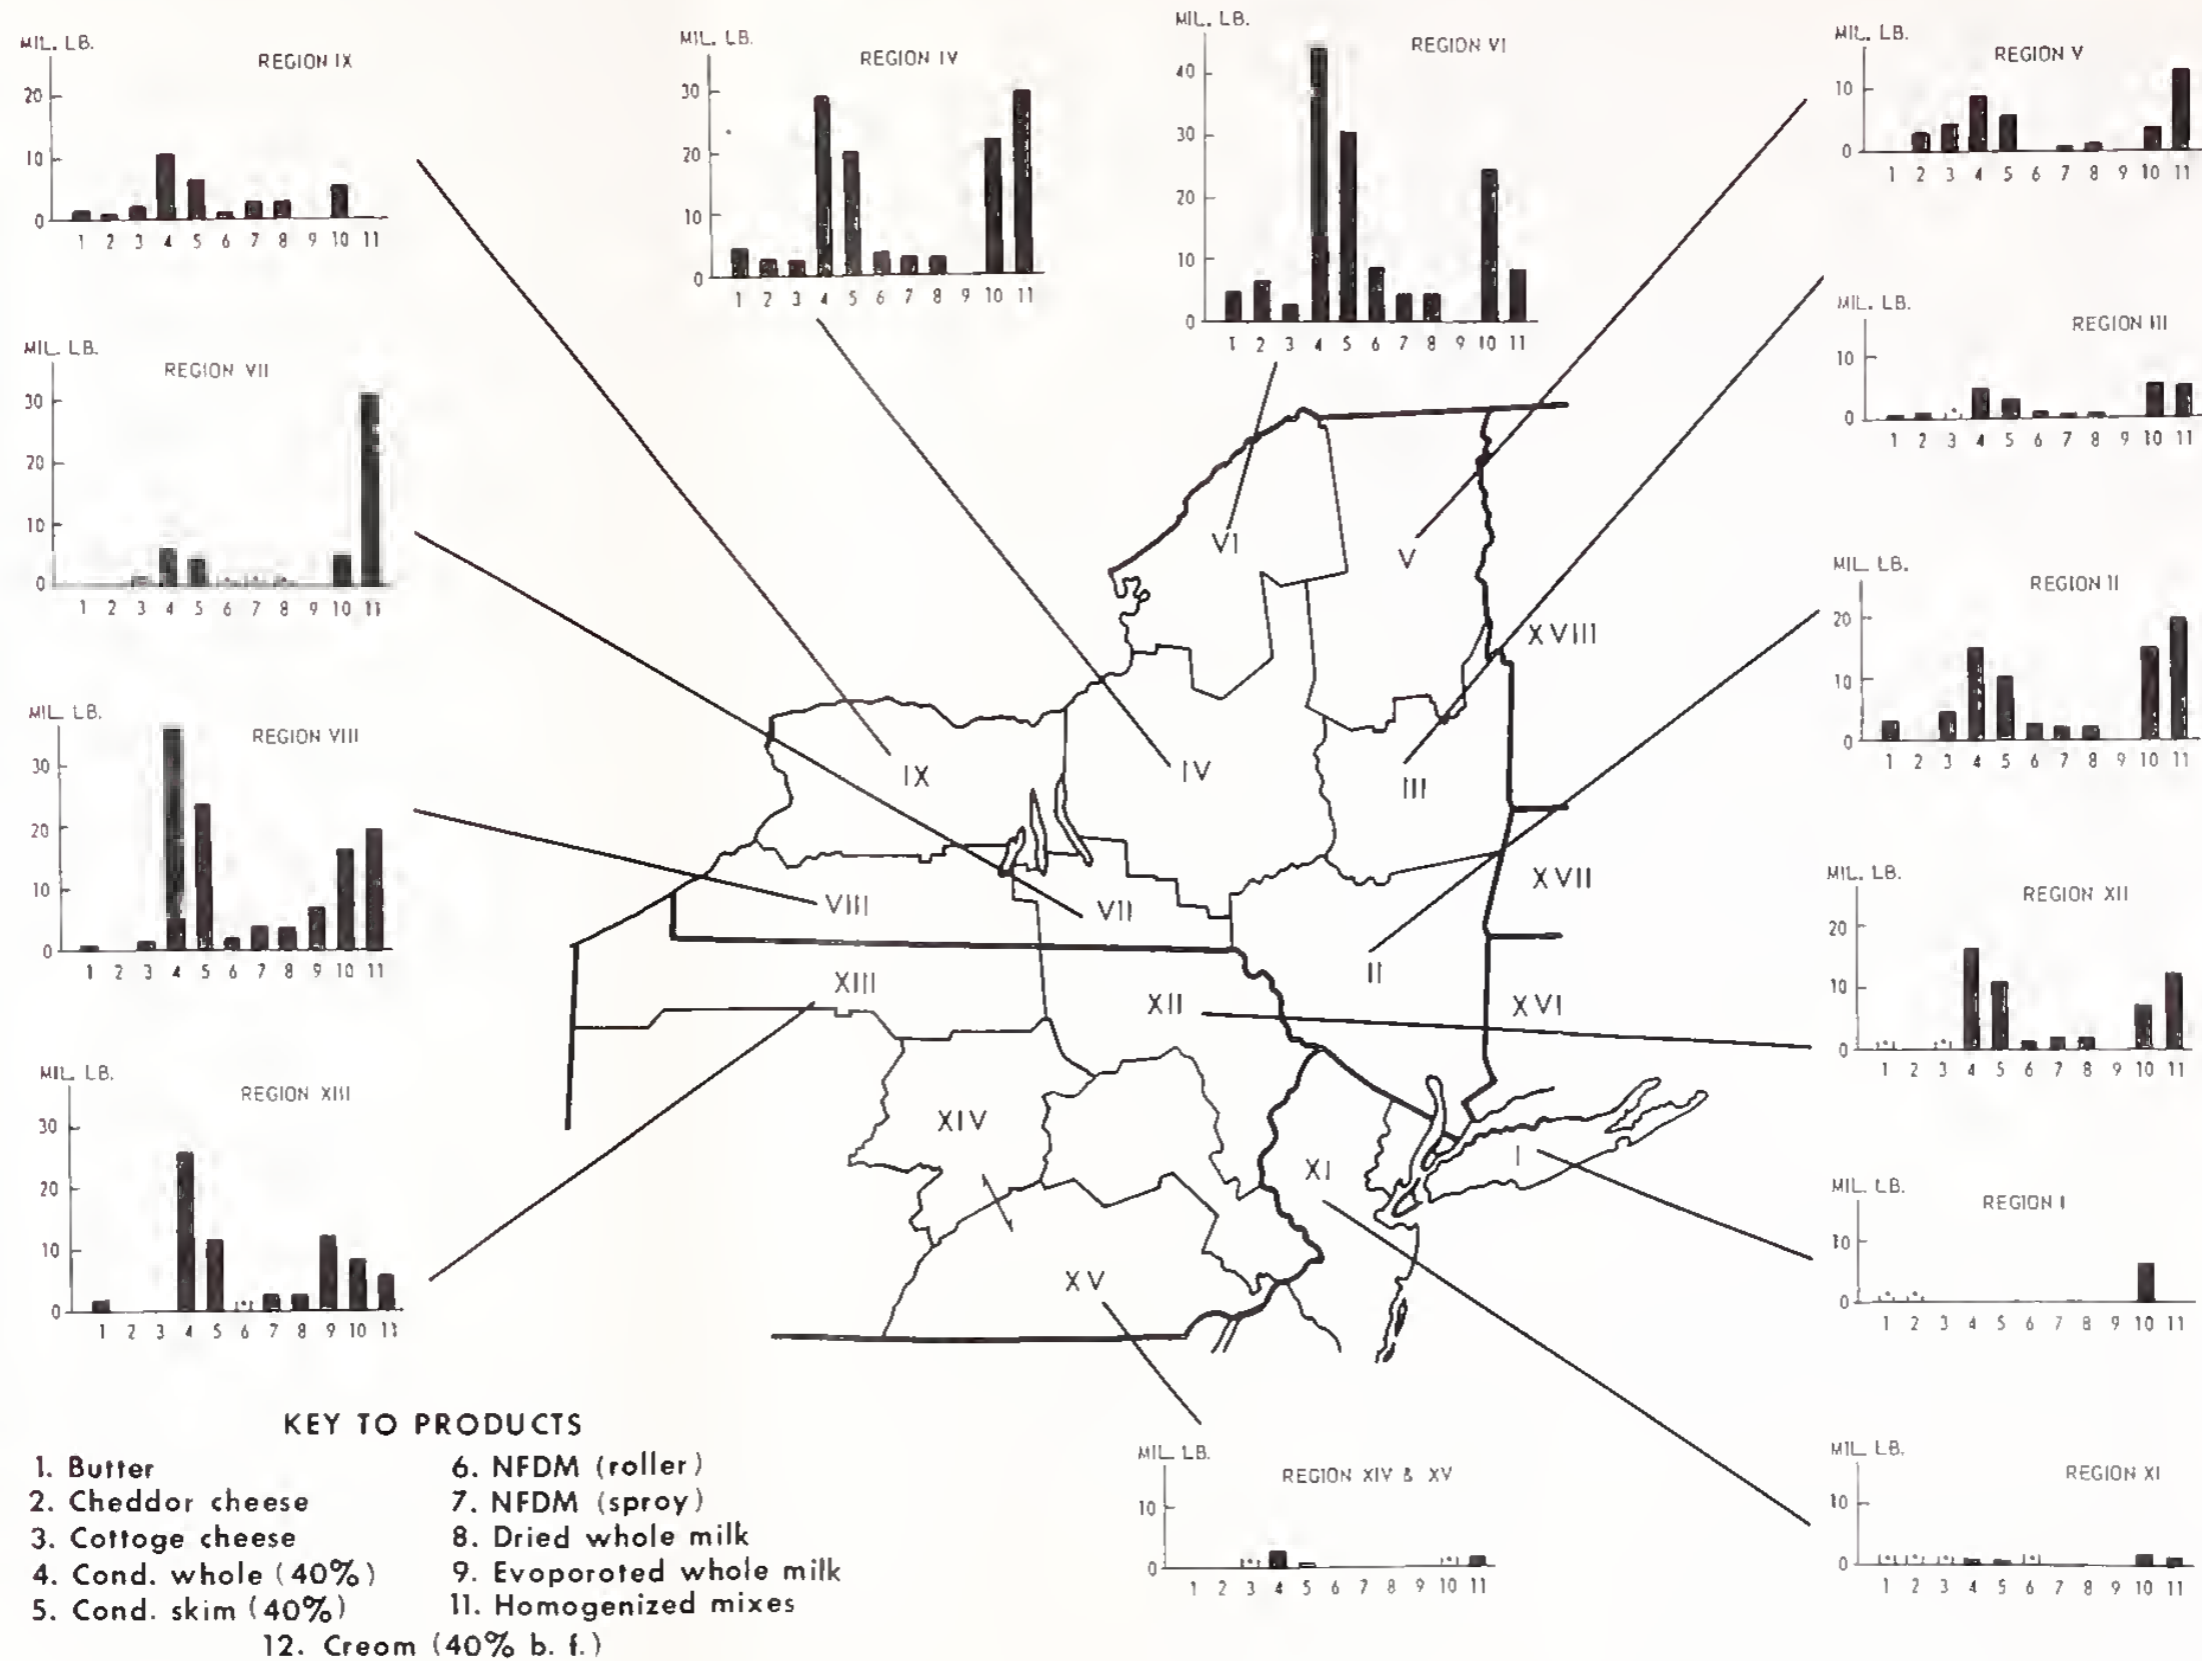 MIL. LB.
REGION IX
20
10
0
1 2 3 4 5 6 7 8 9 10 11
MIL. LB.
REGION IV
30
20
10
0
1 2 3 4 5 6 7 8 9 10 11
MIL. LB.
REGION VI
40
30
20
10
0
1 2 3 4 5 6 7 8 9 10 11
MIL. LB.
REGION V
10
0
1 2 3 4 5 6 7 8 9 10 11
MIL. LB.
REGION III
10
0
1 2 3 4 5 6 7 8 9 10 11
MIL. LB.
REGION VII
30
20
10
0
1 2 3 4 5 6 7 8 9 10 11
MIL. LB.
REGION II
20
10
0
1 2 3 4 5 6 7 8 9 10 11
MIL. LB.
REGION VIII
30
20
10
0
1 2 3 4 5 6 7 8 9 10 11
MIL. LB.
REGION XII
20
10
0
1 2 3 4 5 6 7 8 9 10 11
MIL. LB.
REGION XIII
30
20
10
0
1 2 3 4 5 6 7 8 9 10 11
MIL. LB.
REGION I
10
0
1 2 3 4 5 6 7 8 9 10 11
VI
V
XVIII
IX
IV
III
VIII
VII
XVII
XIII
XII
II
XVI
XIV
XI
I
XV
MIL. LB.
REGION XIV & XV
10
0
1 2 3 4 5 6 7 8 9 10 11
MIL. LB.
REGION XI
10
0
1 2 3 4 5 6 7 8 9 10 11
KEY TO PRODUCTS
1. Butter
2. Cheddor cheese
3. Cottoge cheese
4. Cond. whole (40%)
5. Cond. skim (40%)
6. NFDM (roller)
7. NFDM (sproy)
8. Dried whole milk
9. Evoporoted whole milk
11. Homogenized mixes
12. Creom (40% b. f.)